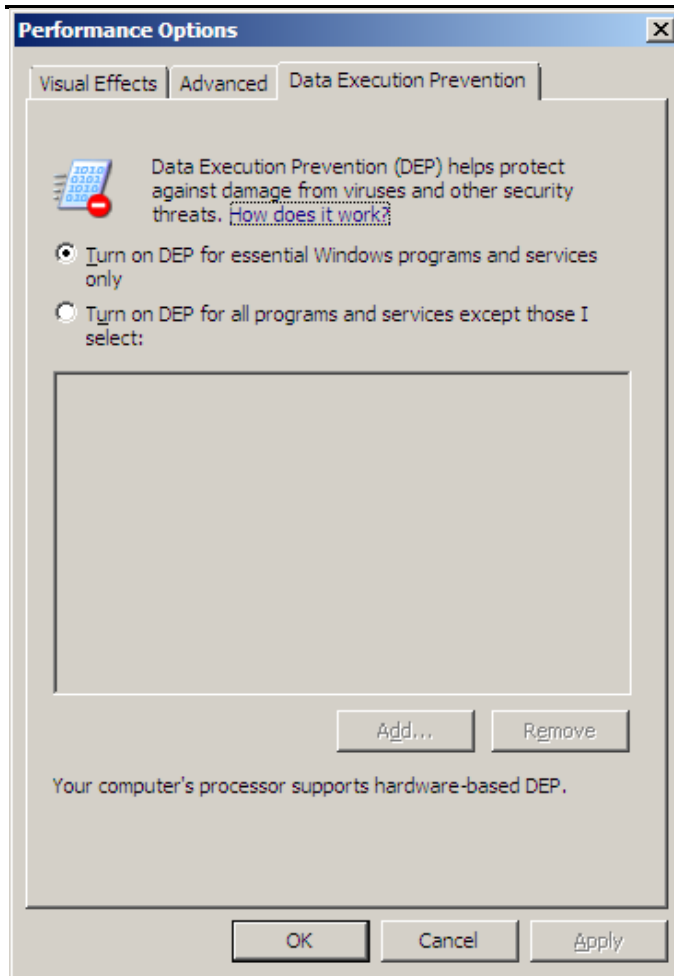 Performance Options
Visual Effects Advanced Data Execution Prevention
Data Execution Prevention (DEP) helps protect
against damage from viruses and other security
threats. How does it work?
Turn on DEP for essential Windows programs and services
only
Turn on DEP for all programs and services except those I
select:
Add... Remove
Your computer's processor supports hardware-based DEP.
OK Cancel Apply